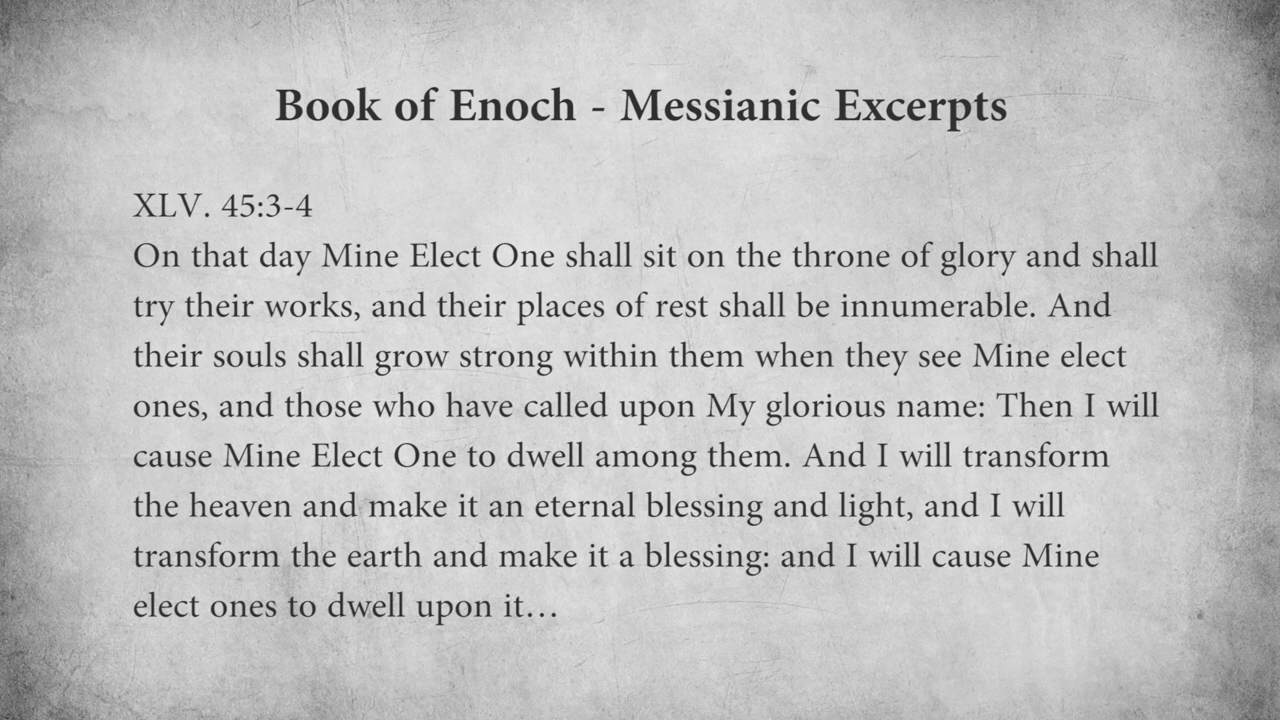 Book of Enoch - Messianic Excerpts
XLV. 45:3-4
On that day Mine Elect One shall sit on the throne of glory and shall
try their works, and their places of rest shall be innumerable. And
their souls shall grow strong within them when they see Mine elect
ones, and those who have called upon My glorious name: Then I will
cause Mine Elect One to dwell among them. And I will transform
the heaven and make it an eternal blessing and light, and I will
transform the earth and make it a blessing: and I will cause Mine
elect ones to dwell upon it…